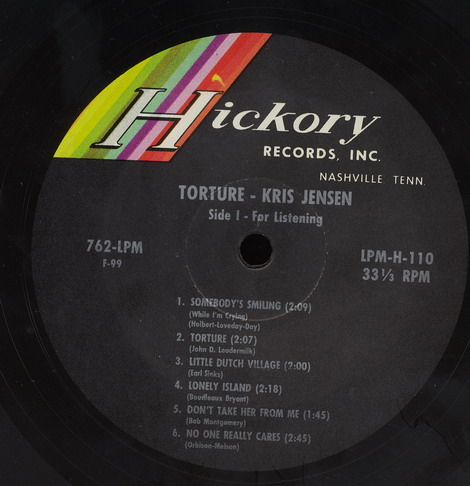 Hickory
RECORDS, INC.
NASHVILLE TENN.
TORTURE - KRIS JENSEN
Side I - For Listening
762-LPM
F-99
LPM-H-110
33⅓ RPM
1. SOMEBODY'S SMILING (2:09)
(While I'm Crying)
(Holbert-Loveday-Day)
2. TORTURE (2:07)
(John D. Loudermilk)
3. LITTLE DUTCH VILLAGE (2:00)
(Earl Sinks)
4. LONELY ISLAND (2:18)
(Boudleaux Bryant)
5. DON'T TAKE HER FROM ME (1:45)
(Bob Montgomery)
6. NO ONE REALLY CARES (2:45)
(Orbison-Melson)